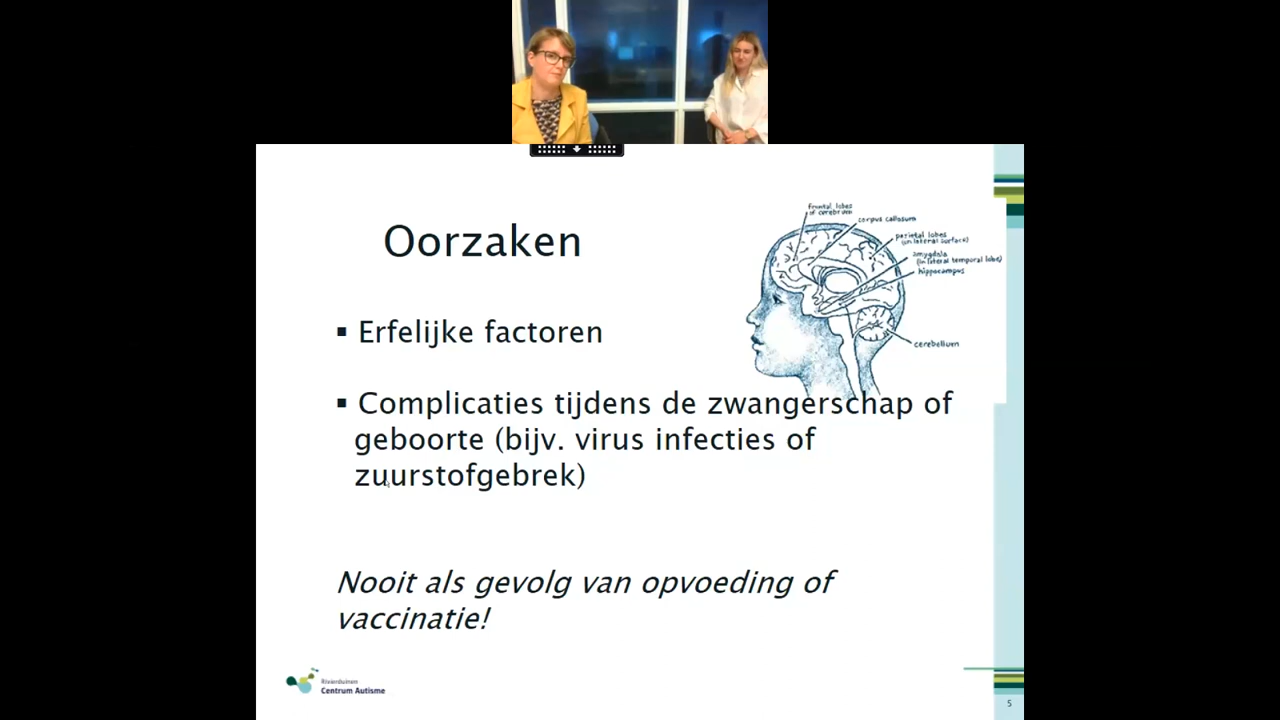 Oorzaken
frontal lobes
of cerebrum
corpus callosum
parietal lobes
(in lateral surface)
amygdala
(in lateral temporal lobe)
hippocampus
cerebellum
▪ Erfelijke factoren
▪ Complicaties tijdens de zwangerschap of
geboorte (bijv. virus infecties of
zuurstofgebrek)
Nooit als gevolg van opvoeding of
vaccinatie!
Rivierduinen
Centrum Autisme
5